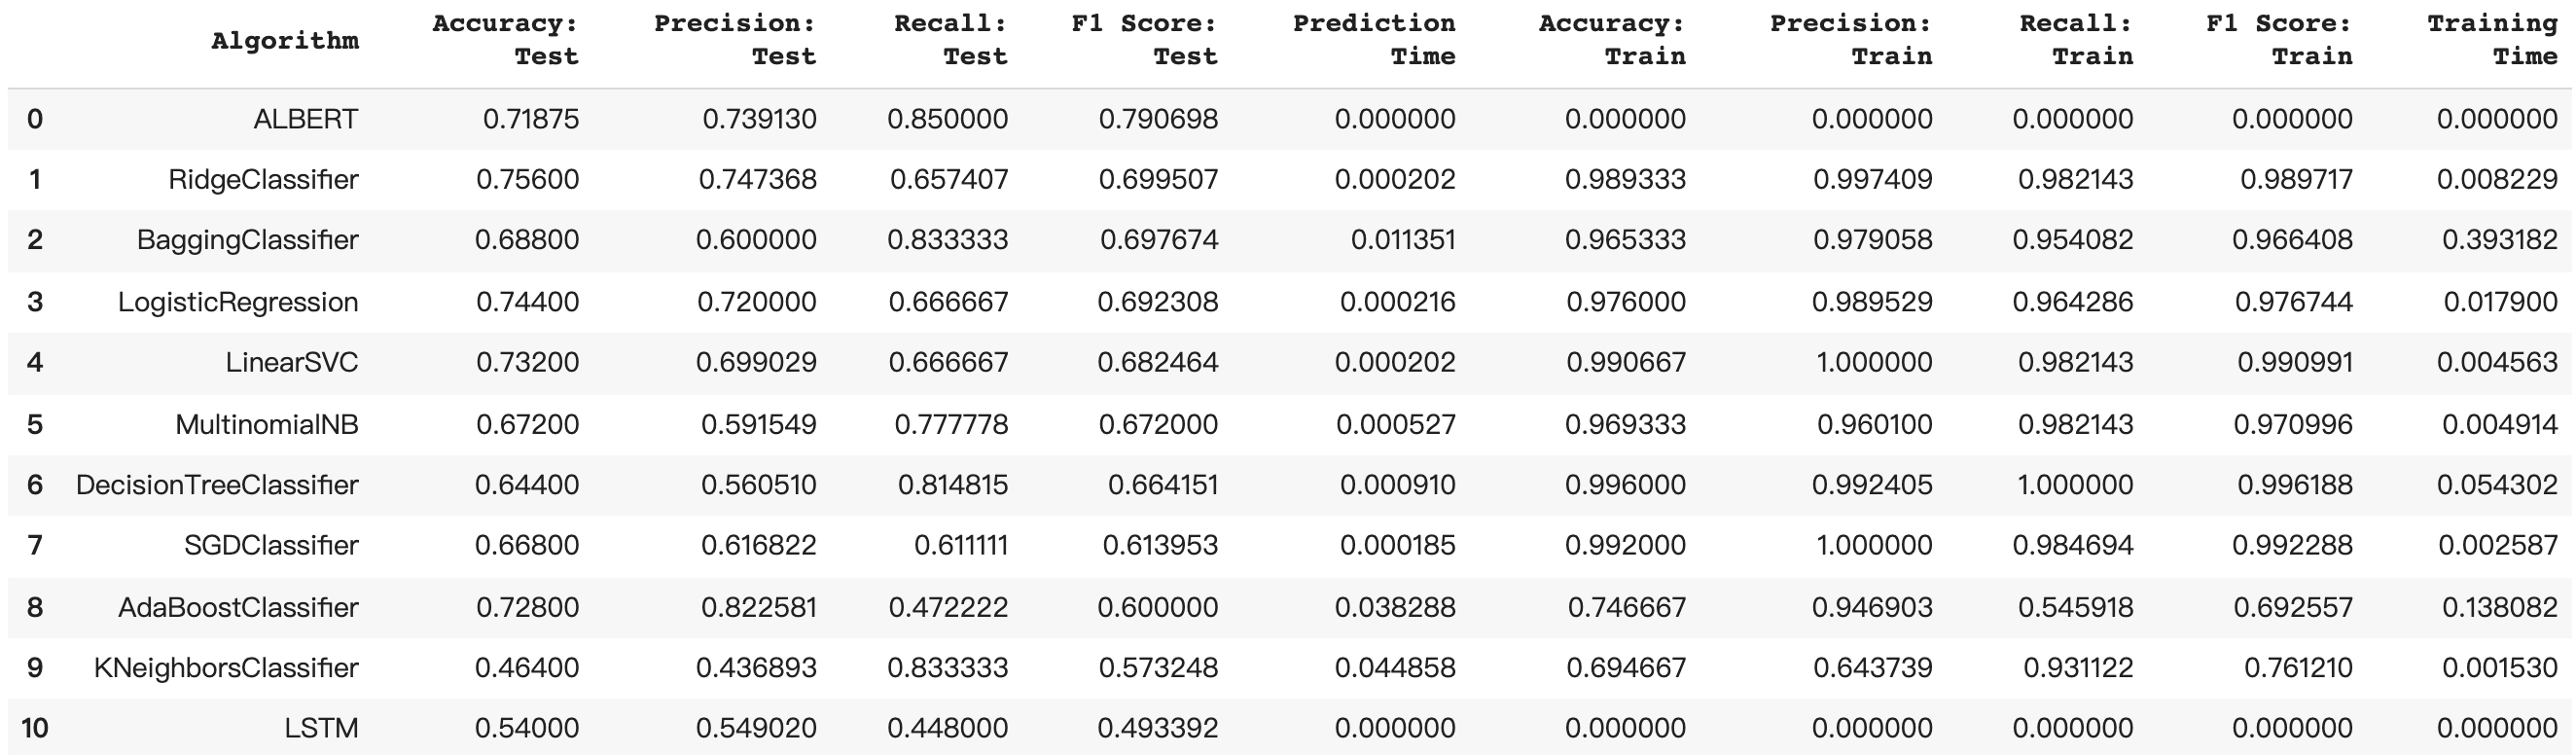 Algorithm Accuracy: Test Precision: Test Recall: Test F1 Score: Test Prediction Time Accuracy: Train Precision: Train Recall: Train F1 Score: Train Training Time
0 ALBERT 0.71875 0.739130 0.850000 0.790698 0.000000 0.000000 0.000000 0.000000 0.000000 0.000000
1 RidgeClassifier 0.75600 0.747368 0.657407 0.699507 0.000202 0.989333 0.997409 0.982143 0.989717 0.008229
2 BaggingClassifier 0.68800 0.600000 0.833333 0.697674 0.011351 0.965333 0.979058 0.954082 0.966408 0.393182
3 LogisticRegression 0.74400 0.720000 0.666667 0.692308 0.000216 0.976000 0.989529 0.964286 0.976744 0.017900
4 LinearSVC 0.73200 0.699029 0.666667 0.682464 0.000202 0.990667 1.000000 0.982143 0.990991 0.004563
5 MultinomialNB 0.67200 0.591549 0.777778 0.672000 0.000527 0.969333 0.960100 0.982143 0.970996 0.004914
6 DecisionTreeClassifier 0.64400 0.560510 0.814815 0.664151 0.000910 0.996000 0.992405 1.000000 0.996188 0.054302
7 SGDClassifier 0.66800 0.616822 0.611111 0.613953 0.000185 0.992000 1.000000 0.984694 0.992288 0.002587
8 AdaBoostClassifier 0.72800 0.822581 0.472222 0.600000 0.038288 0.746667 0.946903 0.545918 0.692557 0.138082
9 KNeighborsClassifier 0.46400 0.436893 0.833333 0.573248 0.044858 0.694667 0.643739 0.931122 0.761210 0.001530
10 LSTM 0.54000 0.549020 0.448000 0.493392 0.000000 0.000000 0.000000 0.000000 0.000000 0.000000